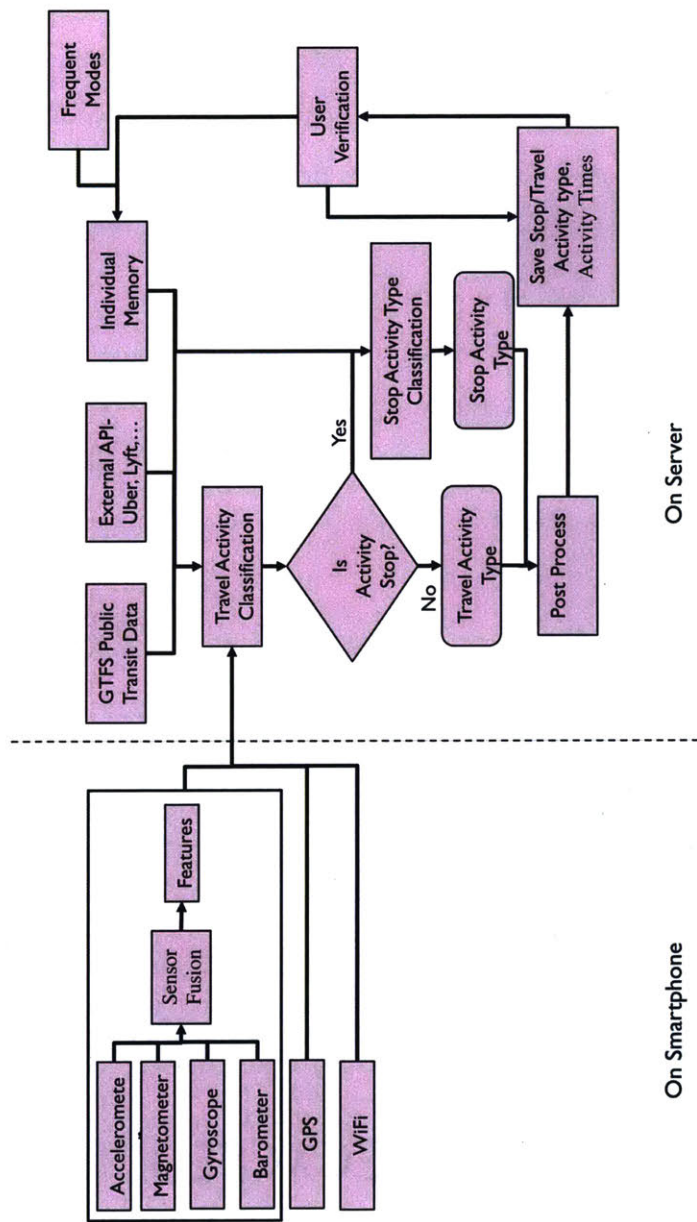 Acceleromete
Magnetometer
Gyroscope
Barometer
GPS
WiFi
Sensor
Fusion
Features
On Smartphone
GTFS Public
Transit Data
External API-
Uber, Lyft,...
Individual
Memory
Frequent
Modes
Travel Activity
Classification
Is
Activity
Stop?
Yes
No
Stop Activity Type
Classification
User
Verification
Travel Activity
Type
Stop Activity
Type
Post Process
Save Stop/Travel
Activity type,
Activity Times
On Server